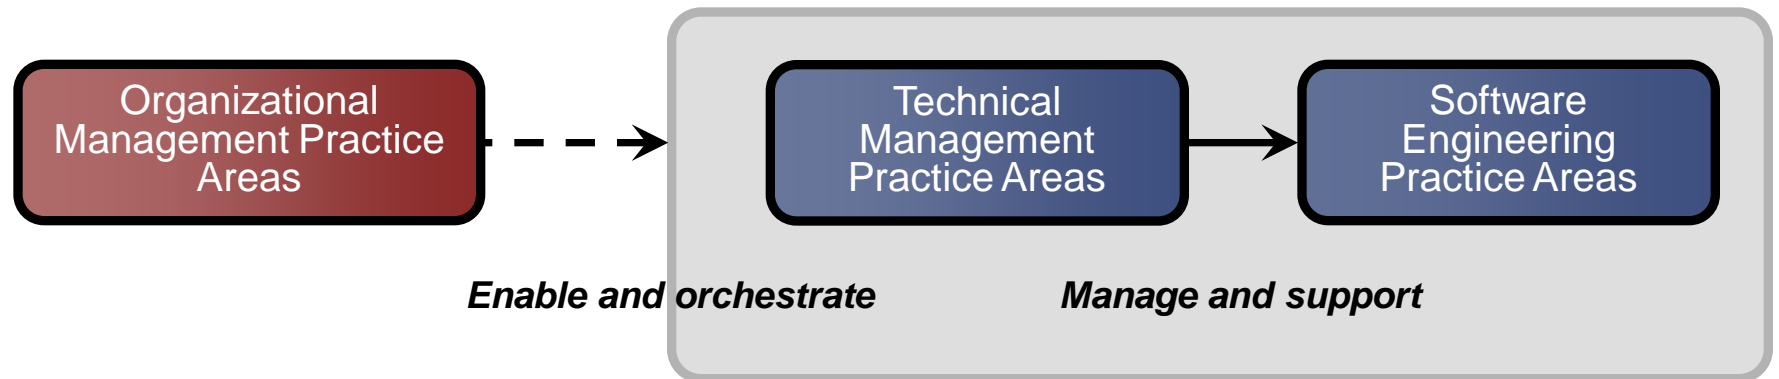 Organizational
Management Practice
Areas
Technical
Management
Practice Areas
Software
Engineering
Practice Areas
Enable and orchestrate
Manage and support